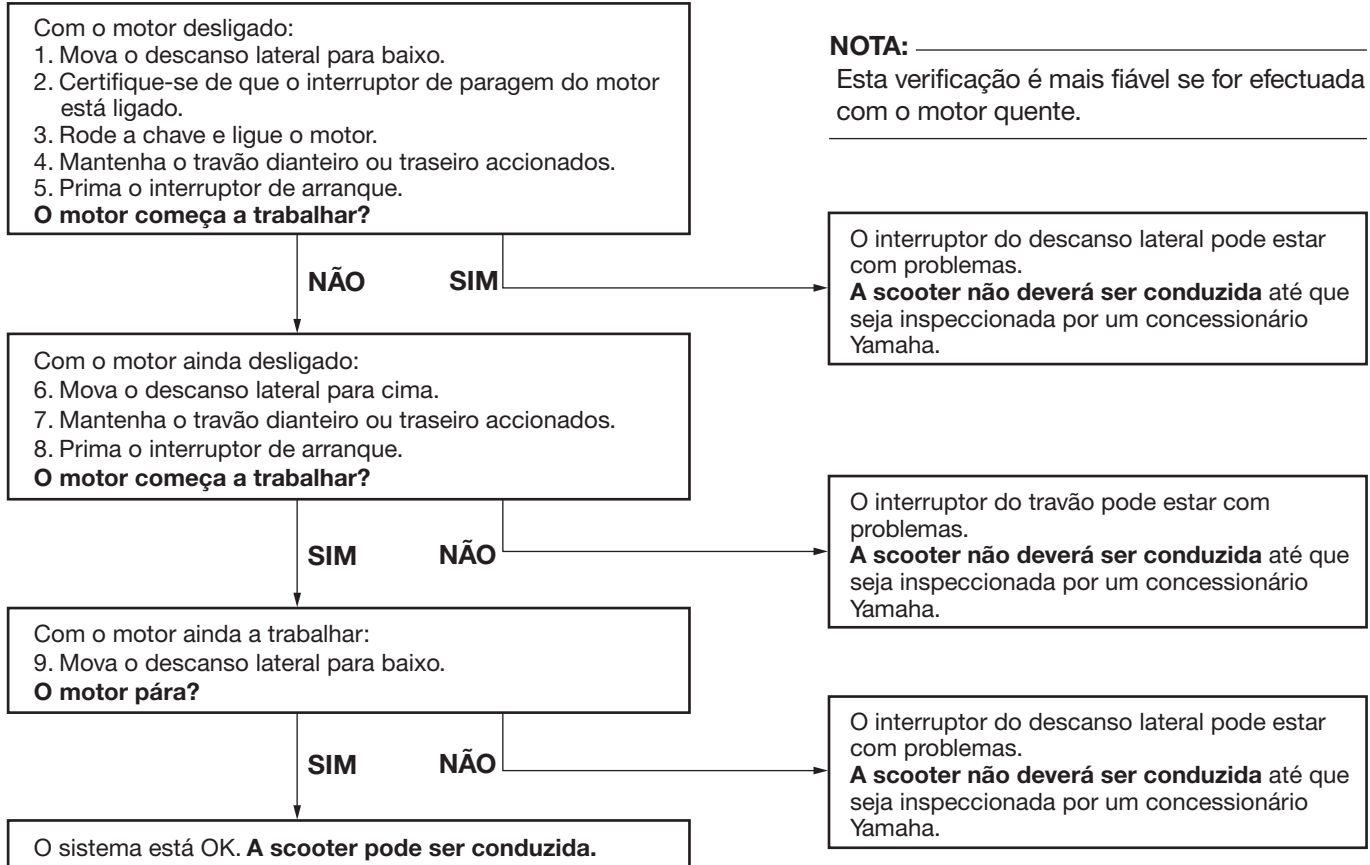 Com o motor desligado:
1. Mova o descanso lateral para baixo.
2. Certifique-se de que o interruptor de paragem do motor
está ligado.
3. Rode a chave e ligue o motor.
4. Mantenha o travão dianteiro ou traseiro accionados.
5. Prima o interruptor de arranque.
O motor começa a trabalhar?
NOTA:
Esta verificação é mais fiável se for efectuada
com o motor quente.
NÃO SIM
O interruptor do descanso lateral pode estar
com problemas.
A scooter não deverá ser conduzida até que
seja inspeccionada por um concessionário
Yamaha.
Com o motor ainda desligado:
6. Mova o descanso lateral para cima.
7. Mantenha o travão dianteiro ou traseiro accionados.
8. Prima o interruptor de arranque.
O motor começa a trabalhar?
SIM NÃO
O interruptor do travão pode estar com
problemas.
A scooter não deverá ser conduzida até que
seja inspeccionada por um concessionário
Yamaha.
Com o motor ainda a trabalhar:
9. Mova o descanso lateral para baixo.
O motor pára?
SIM NÃO
O interruptor do descanso lateral pode estar
com problemas.
A scooter não deverá ser conduzida até que
seja inspeccionada por um concessionário
Yamaha.
O sistema está OK. A scooter pode ser conduzida.